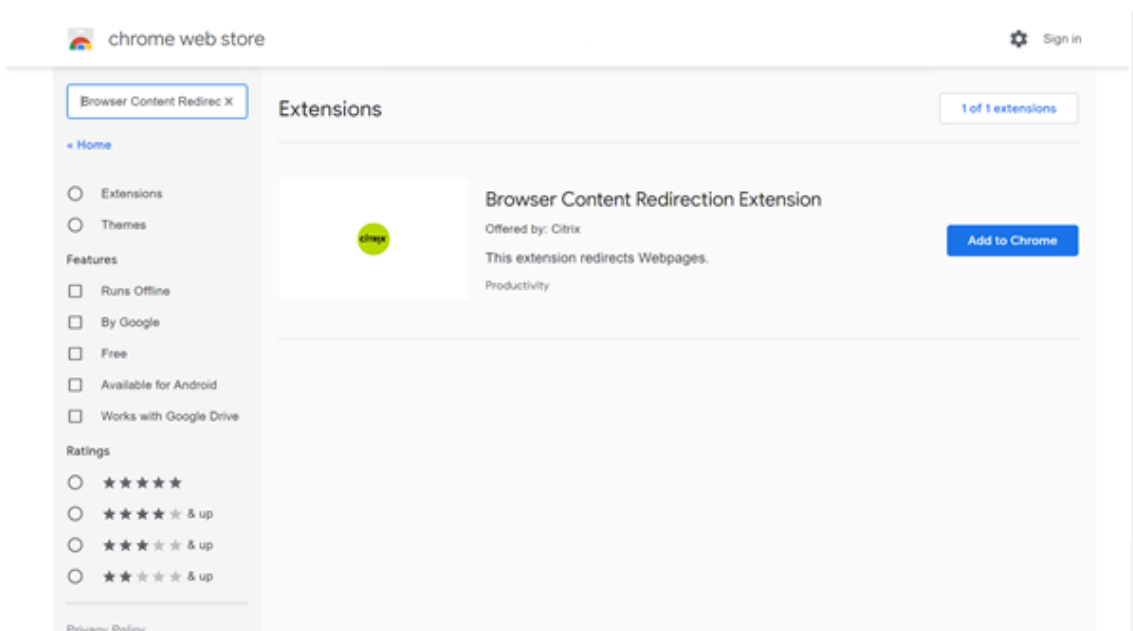 chrome web store
Sign in
Browser Content Redirec X
« Home
Extensions
Themes
Features
Runs Offline
By Google
Free
Available for Android
Works with Google Drive
Ratings
& up
& up
& up
Privacy Policy
Extensions
1 of 1 extensions
citrix
Browser Content Redirection Extension
Offered by: Citrix
This extension redirects Webpages.
Productivity
Add to Chrome